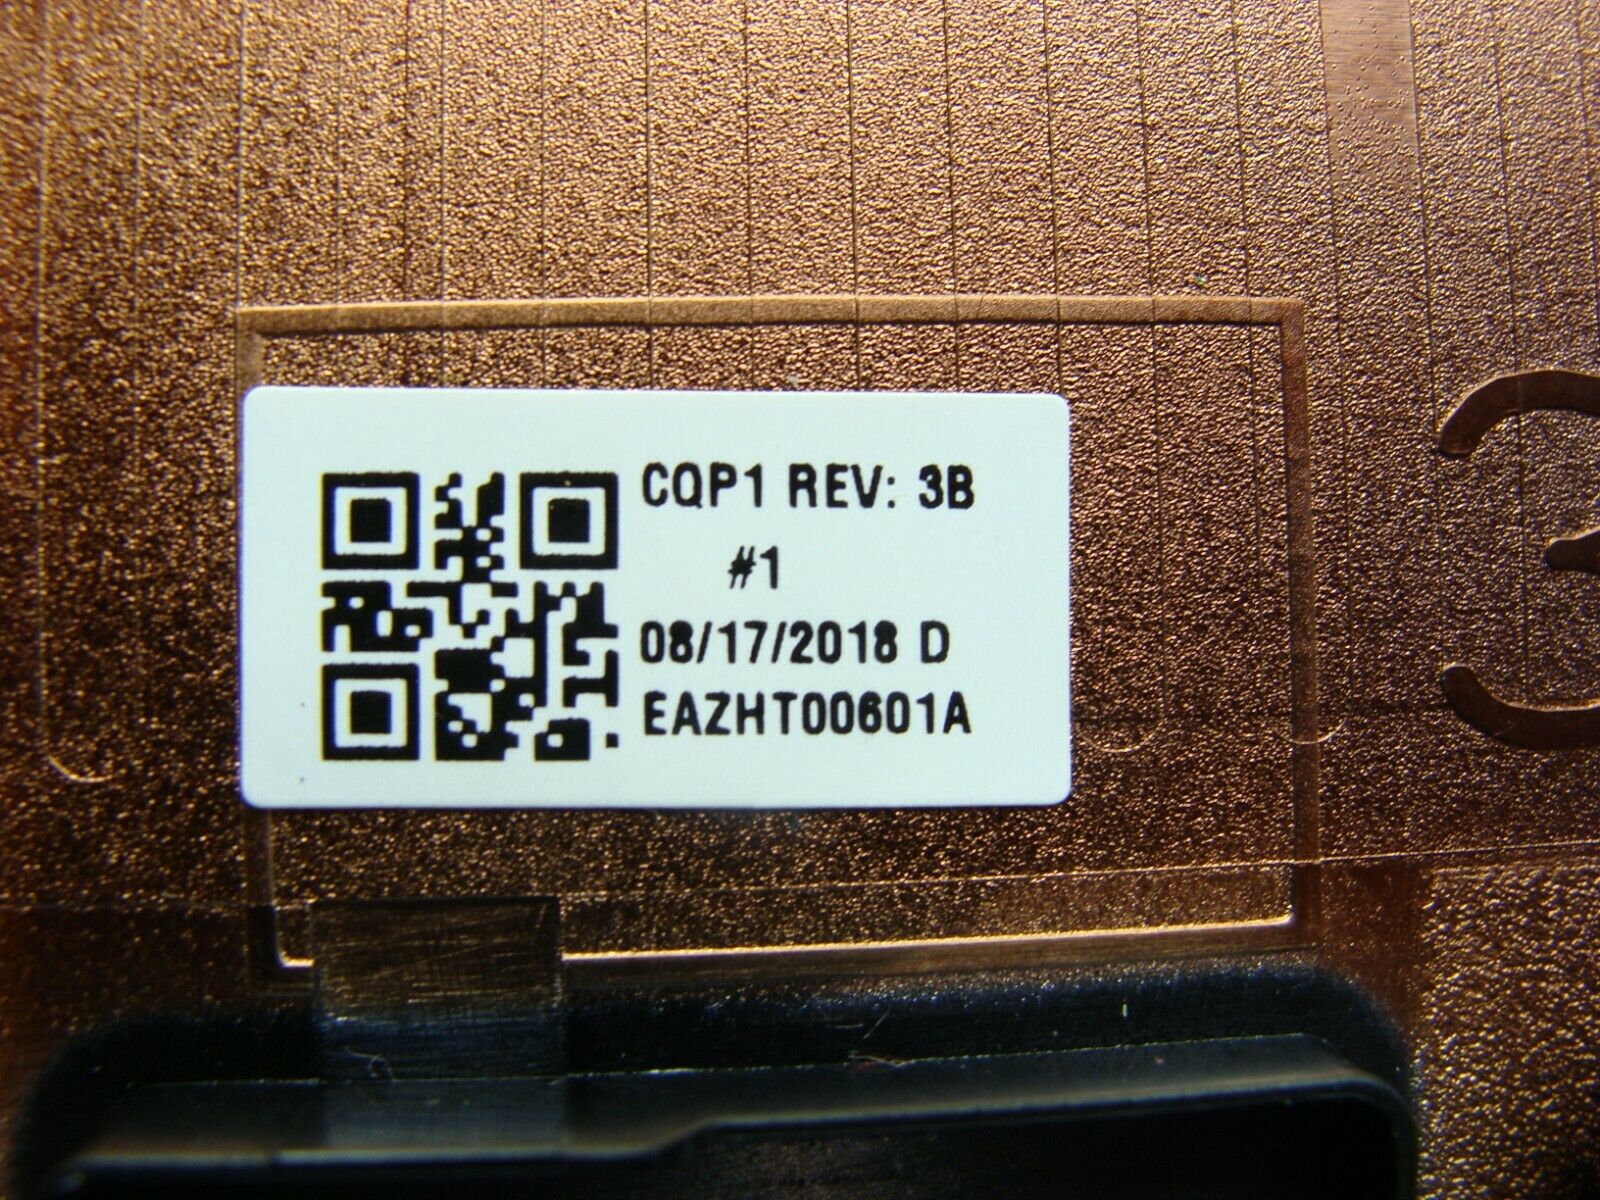 CQP1 REV: 3B
#1
08/17/2018 D
EAZHT00601A